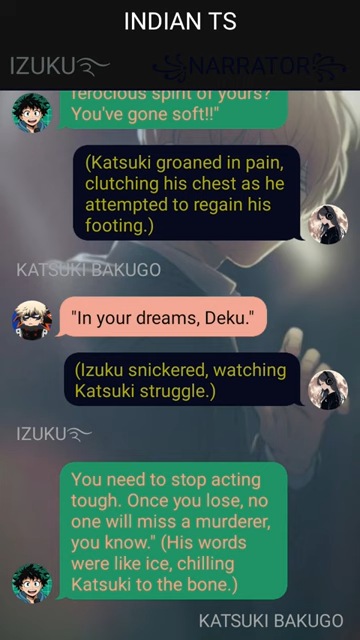 INDIAN TS
IZUKU࿐
꧁NARRATOR꧂
ferocious spirit of yours?
You've gone soft!!"
(Katsuki groaned in pain,
clutching his chest as he
attempted to regain his
footing.)
KATSUKI BAKUGO
"In your dreams, Deku."
(Izuku snickered, watching
Katsuki struggle.)
IZUKU࿐
You need to stop acting
tough. Once you lose, no
one will miss a murderer,
you know." (His words
were like ice, chilling
Katsuki to the bone.)
KATSUKI BAKUGO